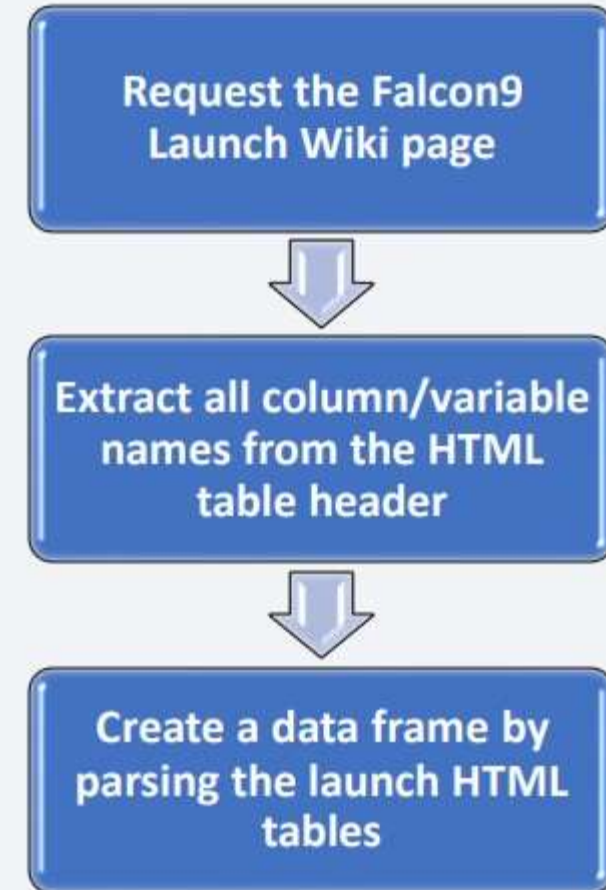 Request the Falcon9
Launch Wiki page
Extract all column/variable
names from the HTML
table header
Create a data frame by
parsing the launch HTML
tables